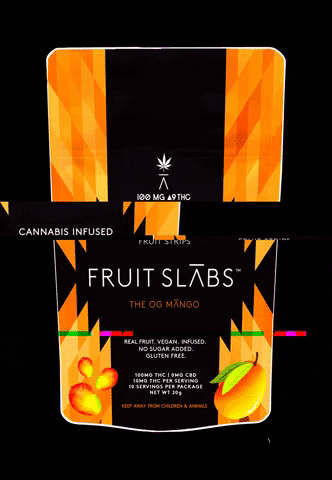 100 MG Δ9 THC
CANNABIS INFUSED
FRUIT STRIPS
FRUIT SLĀBS™
THE OG MĀNGO
REAL FRUIT. VEGAN. INFUSED.
NO SUGAR ADDED.
GLUTEN FREE.
100MG THC | 0MG CBD
10MG THC PER SERVING
10 SERVINGS PER PACKAGE
NET WT 20g
KEEP AWAY FROM CHILDREN & ANIMALS